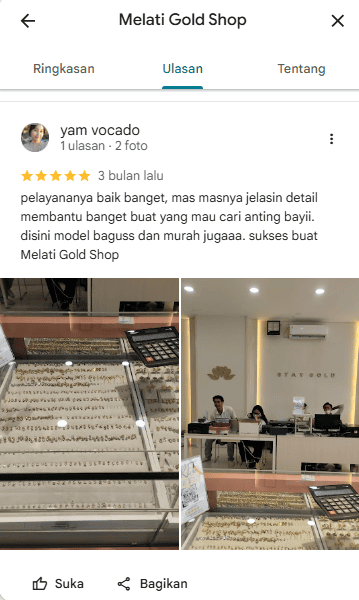 Melati Gold Shop
Ringkasan
Ulasan
Tentang
yam vocado
1 ulasan · 2 foto
3 bulan lalu
pelayananya baik banget, mas masnya jelasin detail
membantu banget buat yang mau cari anting bayii.
disini model baguss dan murah jugaaa. sukses buat
Melati Gold Shop
STAY GOLD
Suka
Bagikan